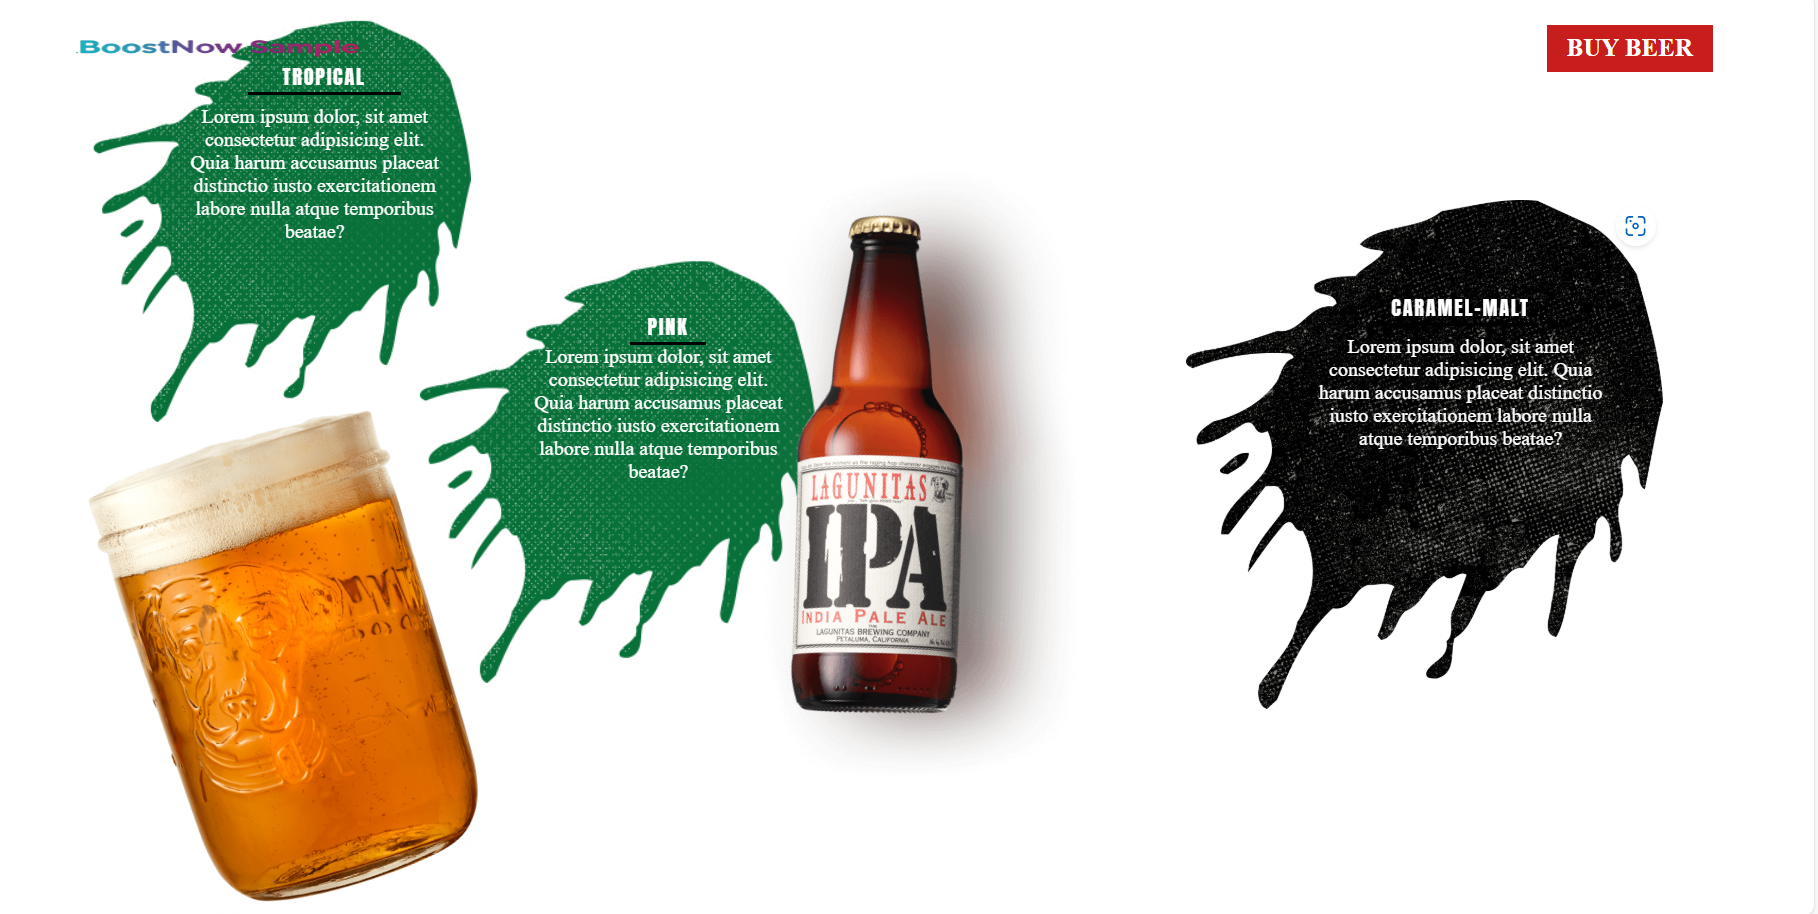 BoostNow Sample
BUY BEER
TROPICAL
Lorem ipsum dolor, sit amet
consectetur adipisicing elit.
Quia harum accusamus placeat
distinctio iusto exercitationem
labore nulla atque temporibus
beatae?
PINK
Lorem ipsum dolor, sit amet
consectetur adipisicing elit.
Quia harum accusamus placeat
distinctio iusto exercitationem
labore nulla atque temporibus
beatae?
LAGUNITAS
IPA
INDIA PALE ALE
THE
LAGUNITAS BREWING COMPANY
PETALUMA, CALIFORNIA
CARAMEL-MALT
Lorem ipsum dolor, sit amet
consectetur adipisicing elit. Quia
harum accusamus placeat distinctio
iusto exercitationem labore nulla
atque temporibus beatae?